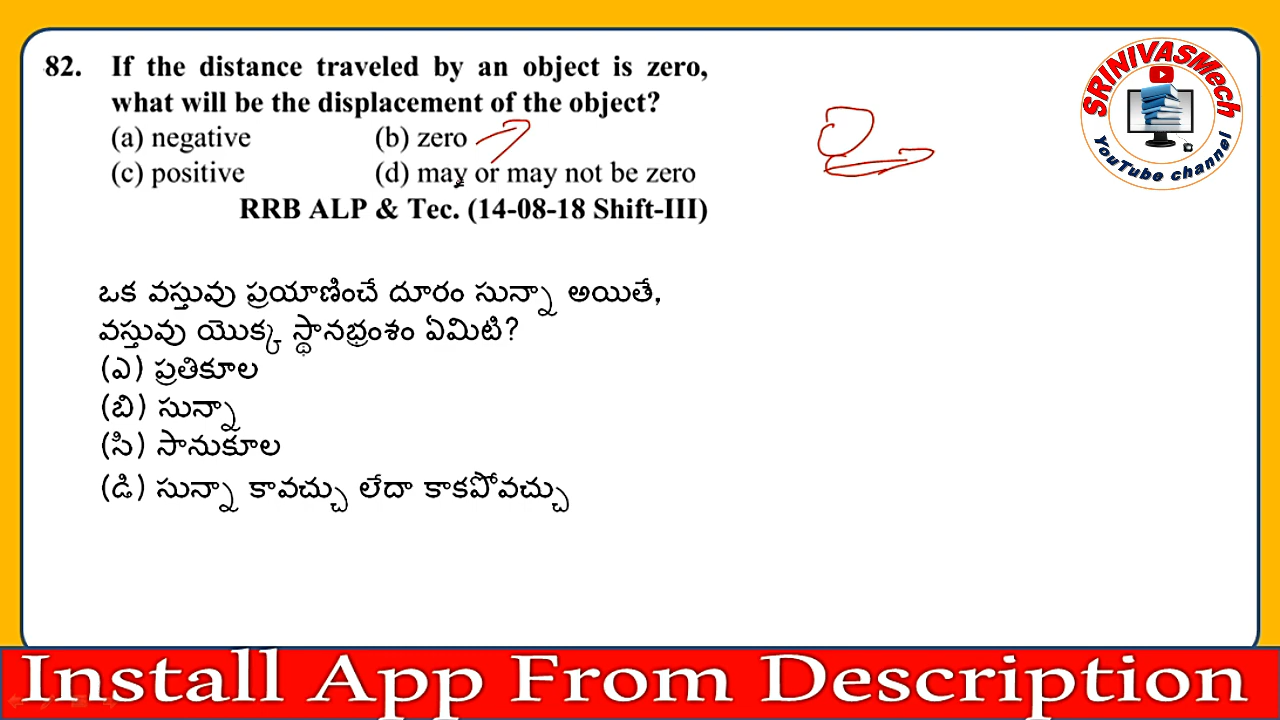 82. If the distance traveled by an object is zero,
what will be the displacement of the object?
(a) negative (b) zero
(c) positive (d) may or may not be zero
RRB ALP & Tec. (14-08-18 Shift-III)
ఒక వస్తువు ప్రయాణించే దూరం సున్నా అయితే,
వస్తువు యొక్క స్థానభ్రంశం ఏమిటి?
(ఎ) ప్రతికూల
(బి) సున్నా
(సి) సానుకూల
(డి) సున్నా కావచ్చు లేదా కాకపోవచ్చు
SRINIVASMech
YouTube channel
Install App From Description